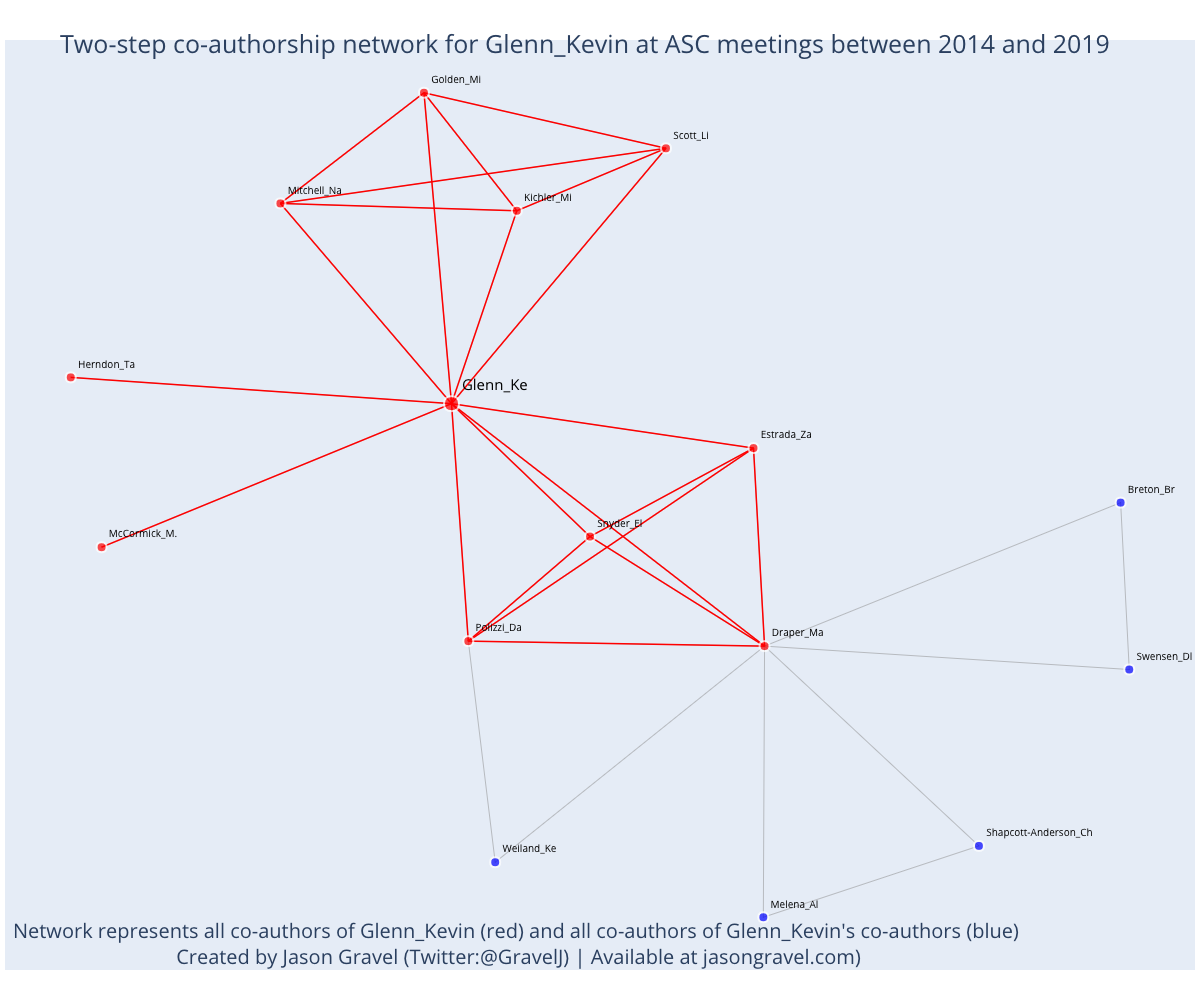 Two-step co-authorship network for Glenn_Kevin at ASC meetings between 2014 and 2019
Golden_Mi
Scott_Li
Mitchell_Na
Kichler_Mi
Herndon_Ta
Glenn_Ke
Estrada_Za
Breton_Br
Snyder_El
McCormick_M.
Polizzi_Da
Draper_Ma
Swensen_Dl
Shapcott-Anderson_Ch
Weiland_Ke
Melena_Al
Network represents all co-authors of Glenn_Kevin (red) and all co-authors of Glenn_Kevin's co-authors (blue)
Created by Jason Gravel (Twitter:@GravelJ) | Available at jasongravel.com)